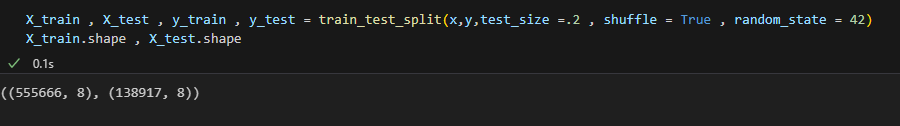 X_train , X_test , y_train , y_test = train_test_split(x,y,test_size =.2 , shuffle = True , random_state = 42)
X_train.shape , X_test.shape
0.1s
((555666, 8), (138917, 8))